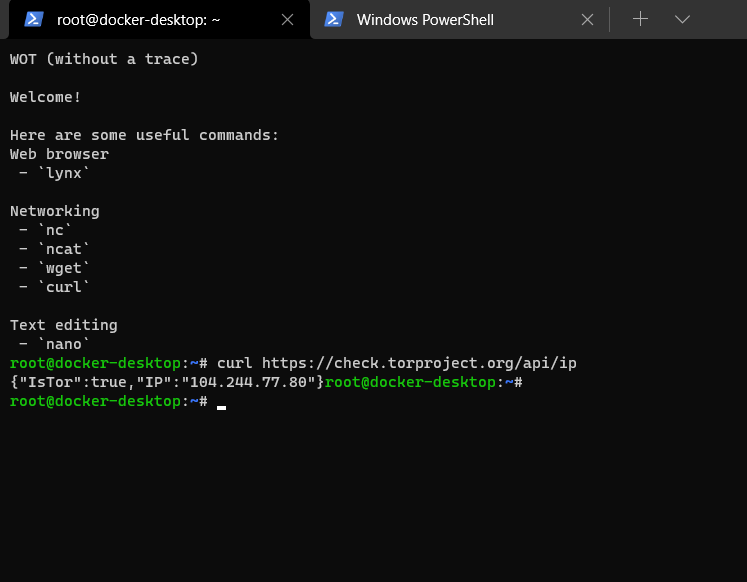 root@docker-desktop: ~
Windows PowerShell
WOT (without a trace)
Welcome!
Here are some useful commands:
Web browser
 - `lynx`
Networking
 - `nc`
 - `ncat`
 - `wget`
 - `curl`
Text editing
 - `nano`
root@docker-desktop:~# curl https://check.torproject.org/api/ip
{"IsTor":true,"IP":"104.244.77.80"}root@docker-desktop:~#
root@docker-desktop:~#